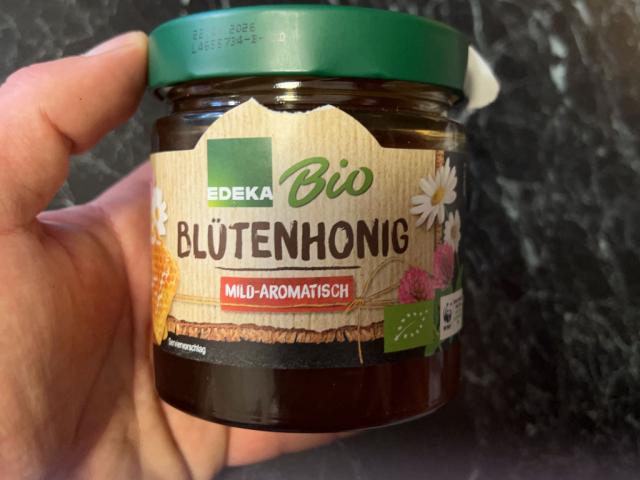 EDEKA Bio
BLÜTENHONIG
MILD-AROMATISCH
Serviervorschlag